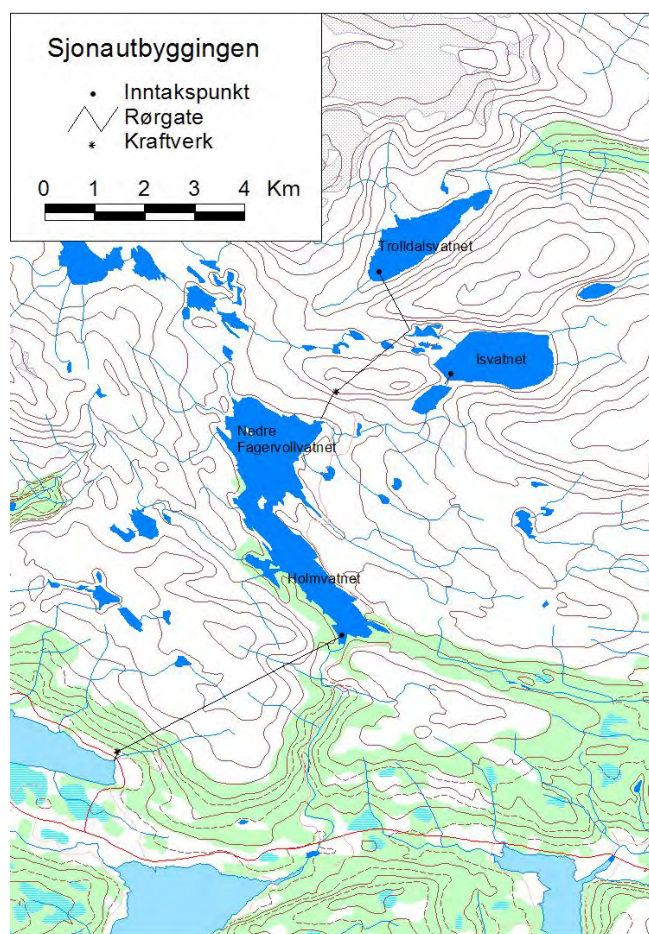 Sjonautbyggingen
Inntakspunkt
Rørgate
Kraftverk
0 1 2 3 4 Km
Trolldalsvatnet
Isvatnet
Nedre
Fagervollvatnet
Holmvatnet